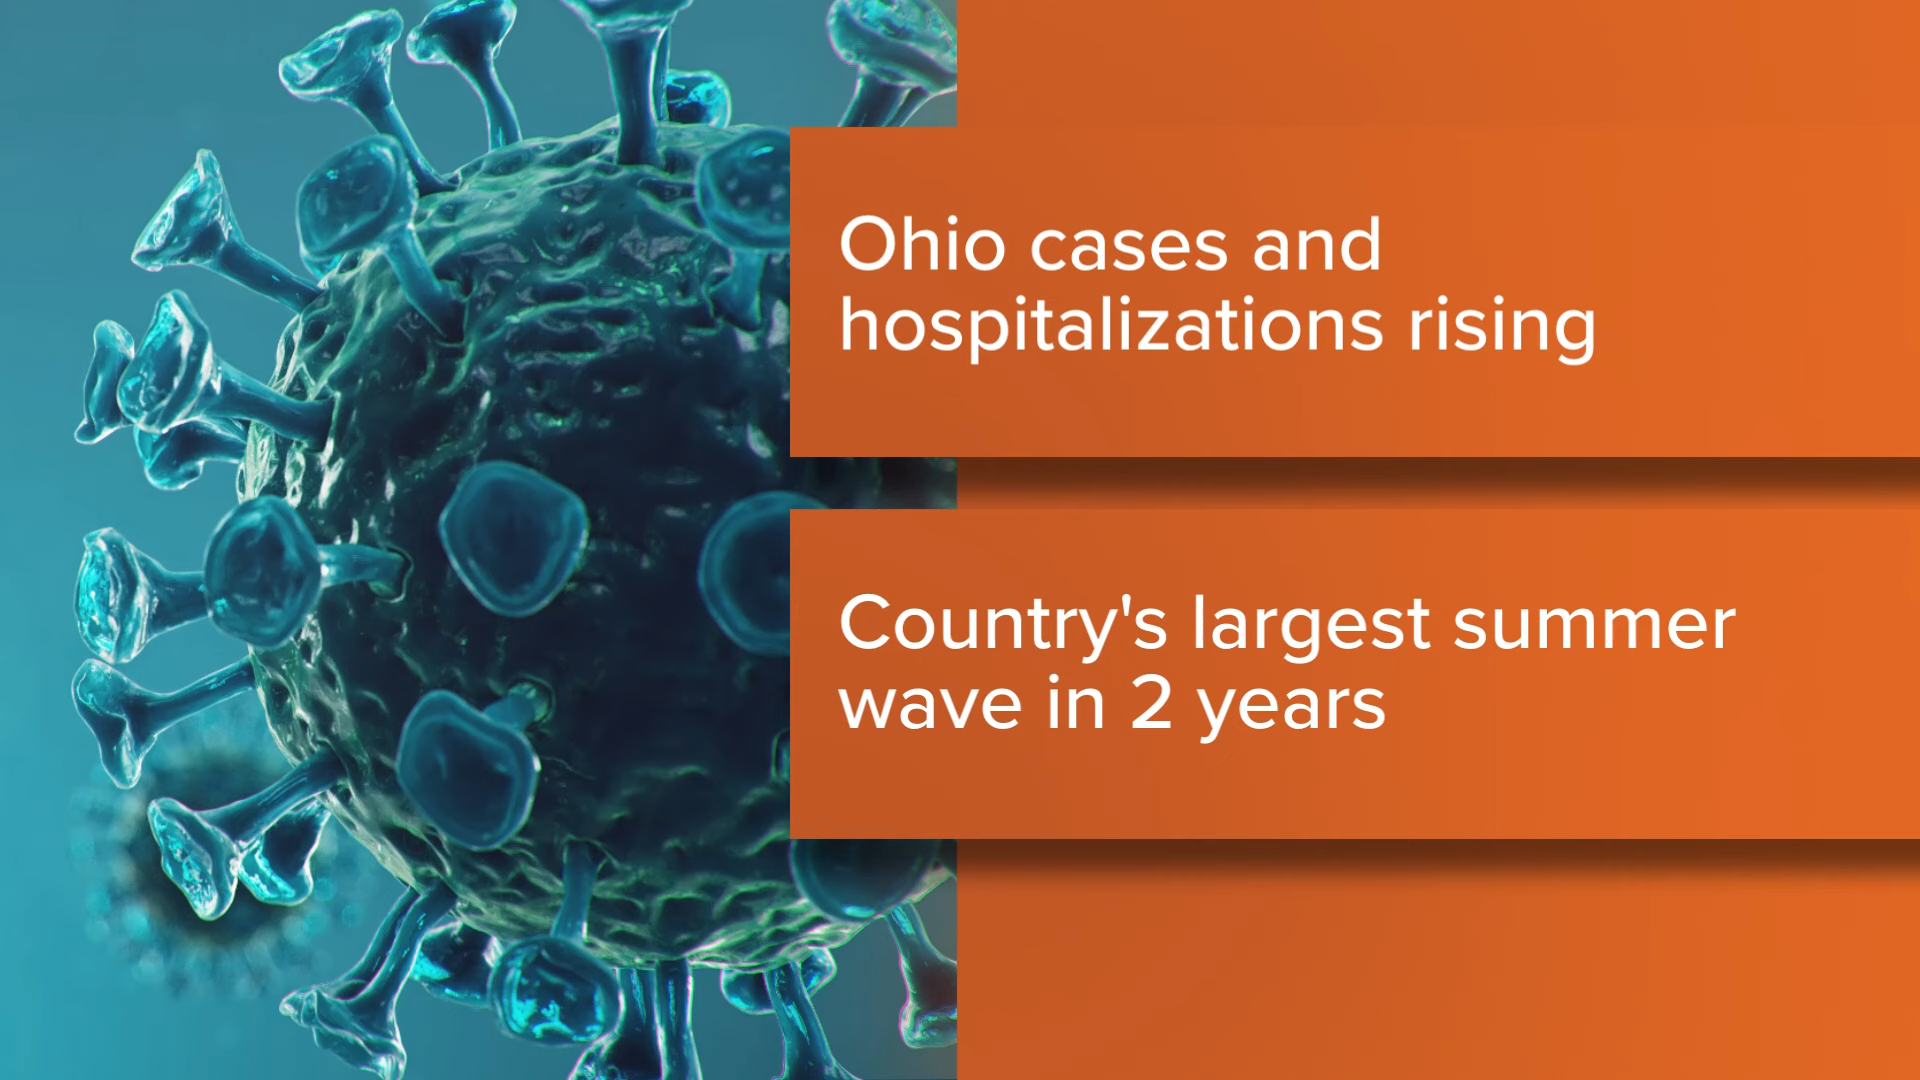 Ohio cases and
hospitalizations rising
Country's largest summer
wave in 2 years